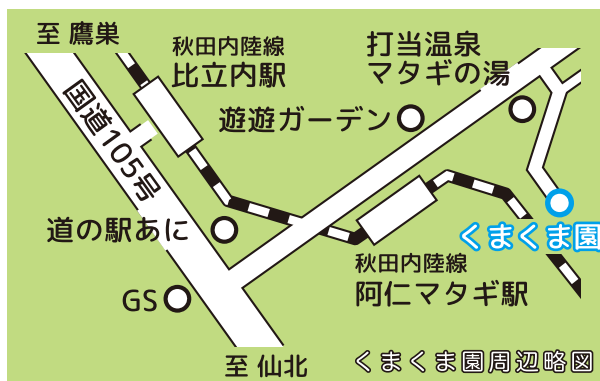 至 鷹巣
秋田内陸線
比立内駅
打当温泉
マタギの湯
国道105号
遊遊ガーデン
道の駅あに
くまくま園
秋田内陸線
阿仁マタギ駅
GS
至 仙北
くまくま園周辺略図